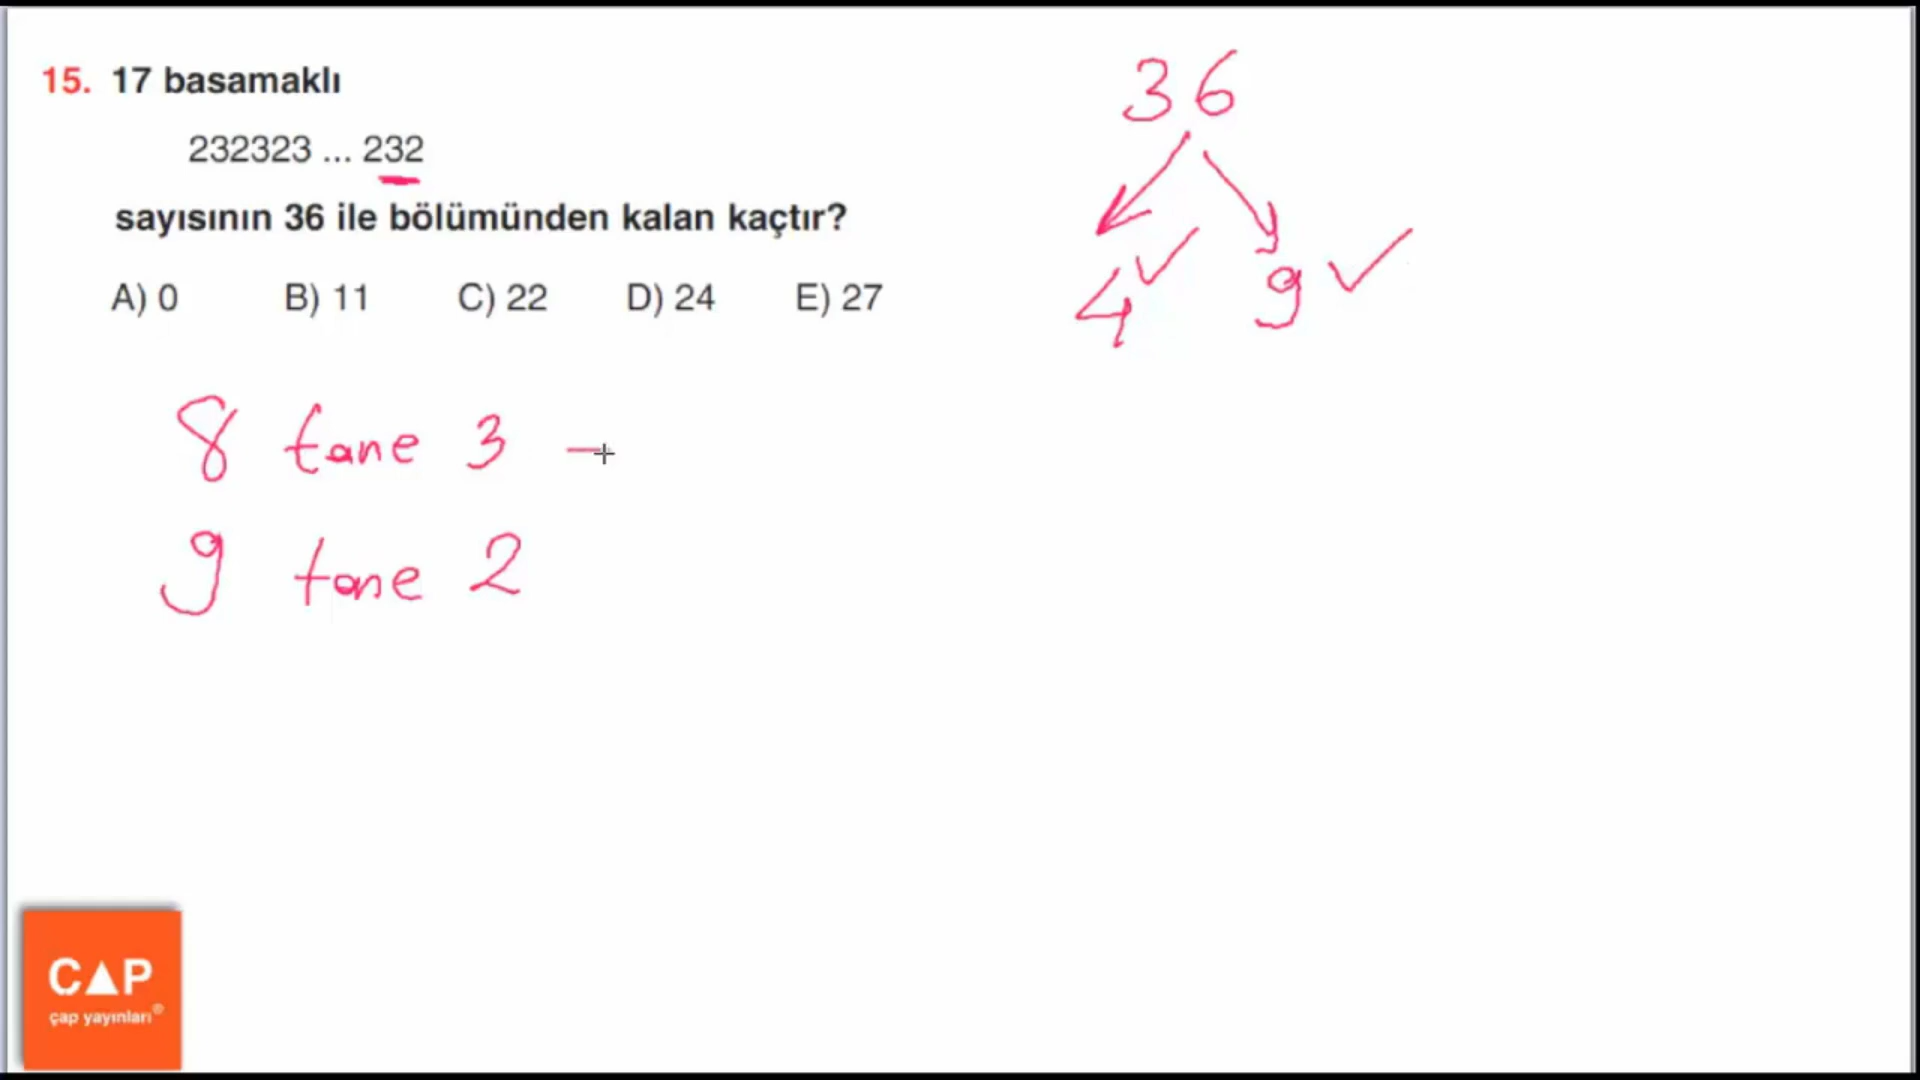 15. 17 basamaklı
232323 ... 232
sayısının 36 ile bölümünden kalan kaçtır?
A) 0 B) 11 C) 22 D) 24 E) 27
36
4 9
8 tane 3 —
9 tane 2
ÇAP
çap yayınları®